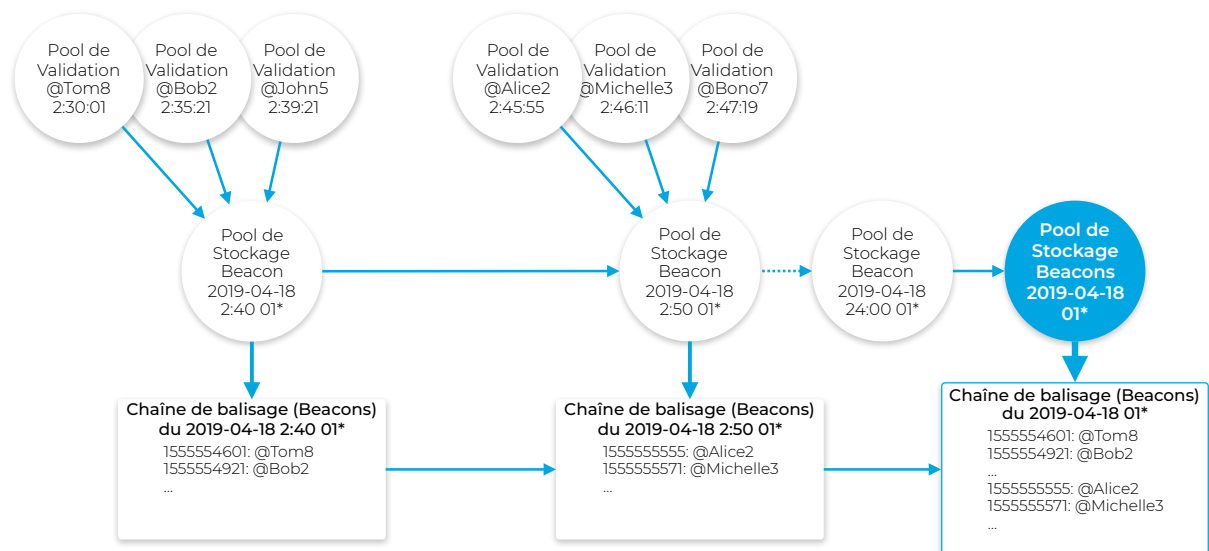 Pool de
Validation
@Tom8
2:30:01
Pool de
Validation
@Bob2
2:35:21
Pool de
Validation
@John5
2:39:21
Pool de
Validation
@Alice2
2:45:55
Pool de
Validation
@Michelle3
2:46:11
Pool de
Validation
@Bono7
2:47:19
Pool de
Stockage
Beacon
2019-04-18
2:40 01*
Pool de
Stockage
Beacon
2019-04-18
2:50 01*
Pool de
Stockage
Beacon
2019-04-18
24:00 01*
Pool de
Stockage
Beacons
2019-04-18
01*
Chaîne de balisage (Beacons)
du 2019-04-18 2:40 01*
1555554601: @Tom8
1555554921: @Bob2
...
Chaîne de balisage (Beacons)
du 2019-04-18 2:50 01*
1555555555: @Alice2
1555555571: @Michelle3
...
Chaîne de balisage (Beacons)
du 2019-04-18 01*
1555554601: @Tom8
1555554921: @Bob2
...
1555555555: @Alice2
1555555571: @Michelle3
...